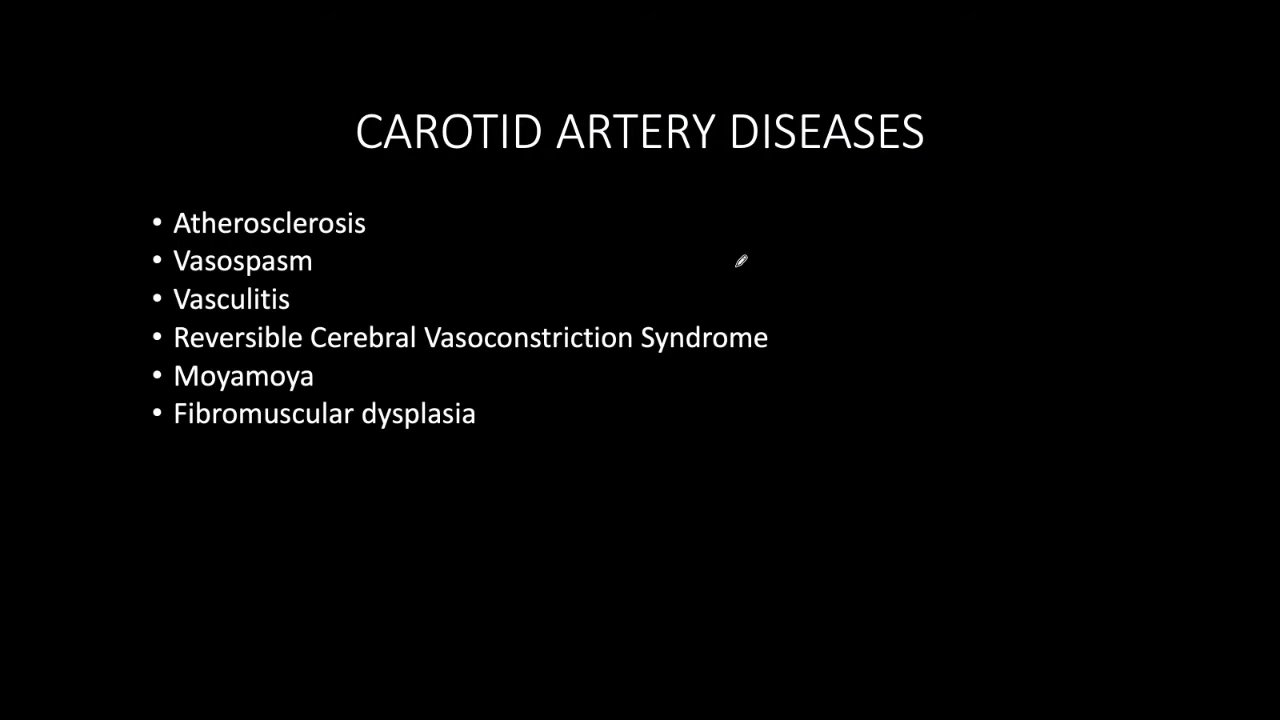 CAROTID ARTERY DISEASES
• Atherosclerosis
• Vasospasm
• Vasculitis
• Reversible Cerebral Vasoconstriction Syndrome
• Moyamoya
• Fibromuscular dysplasia